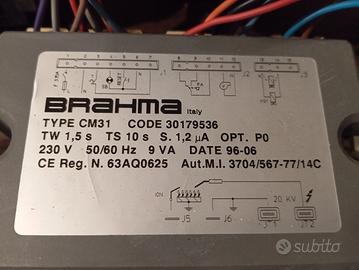 BRAHMA
Italy
TYPE CM31 CODE 30179536
TW 1,5 s TS 10 s S. 1,2 µA OPT. P0
230 V 50/60 Hz 9 VA DATE 96-06
CE Reg. N. 63AQ0625 Aut.M.I. 3704/567-77/14C
ION.
20 KV
J5 J6
subito